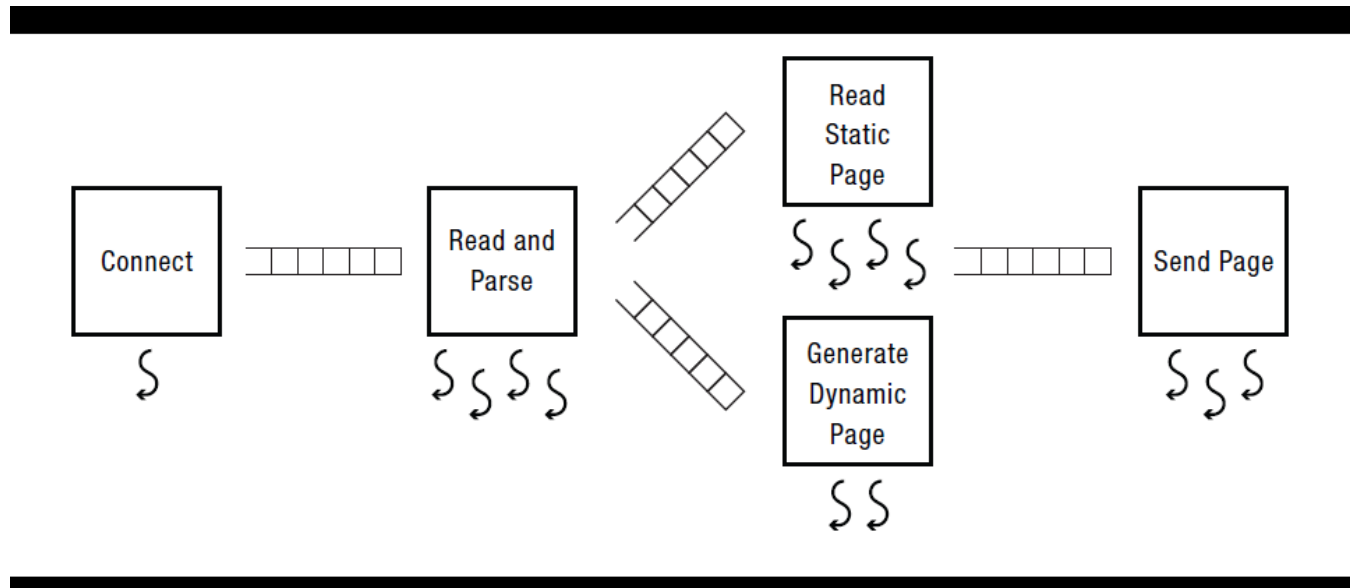 Connect
Read and
Parse
Read
Static
Page
Generate
Dynamic
Page
Send Page